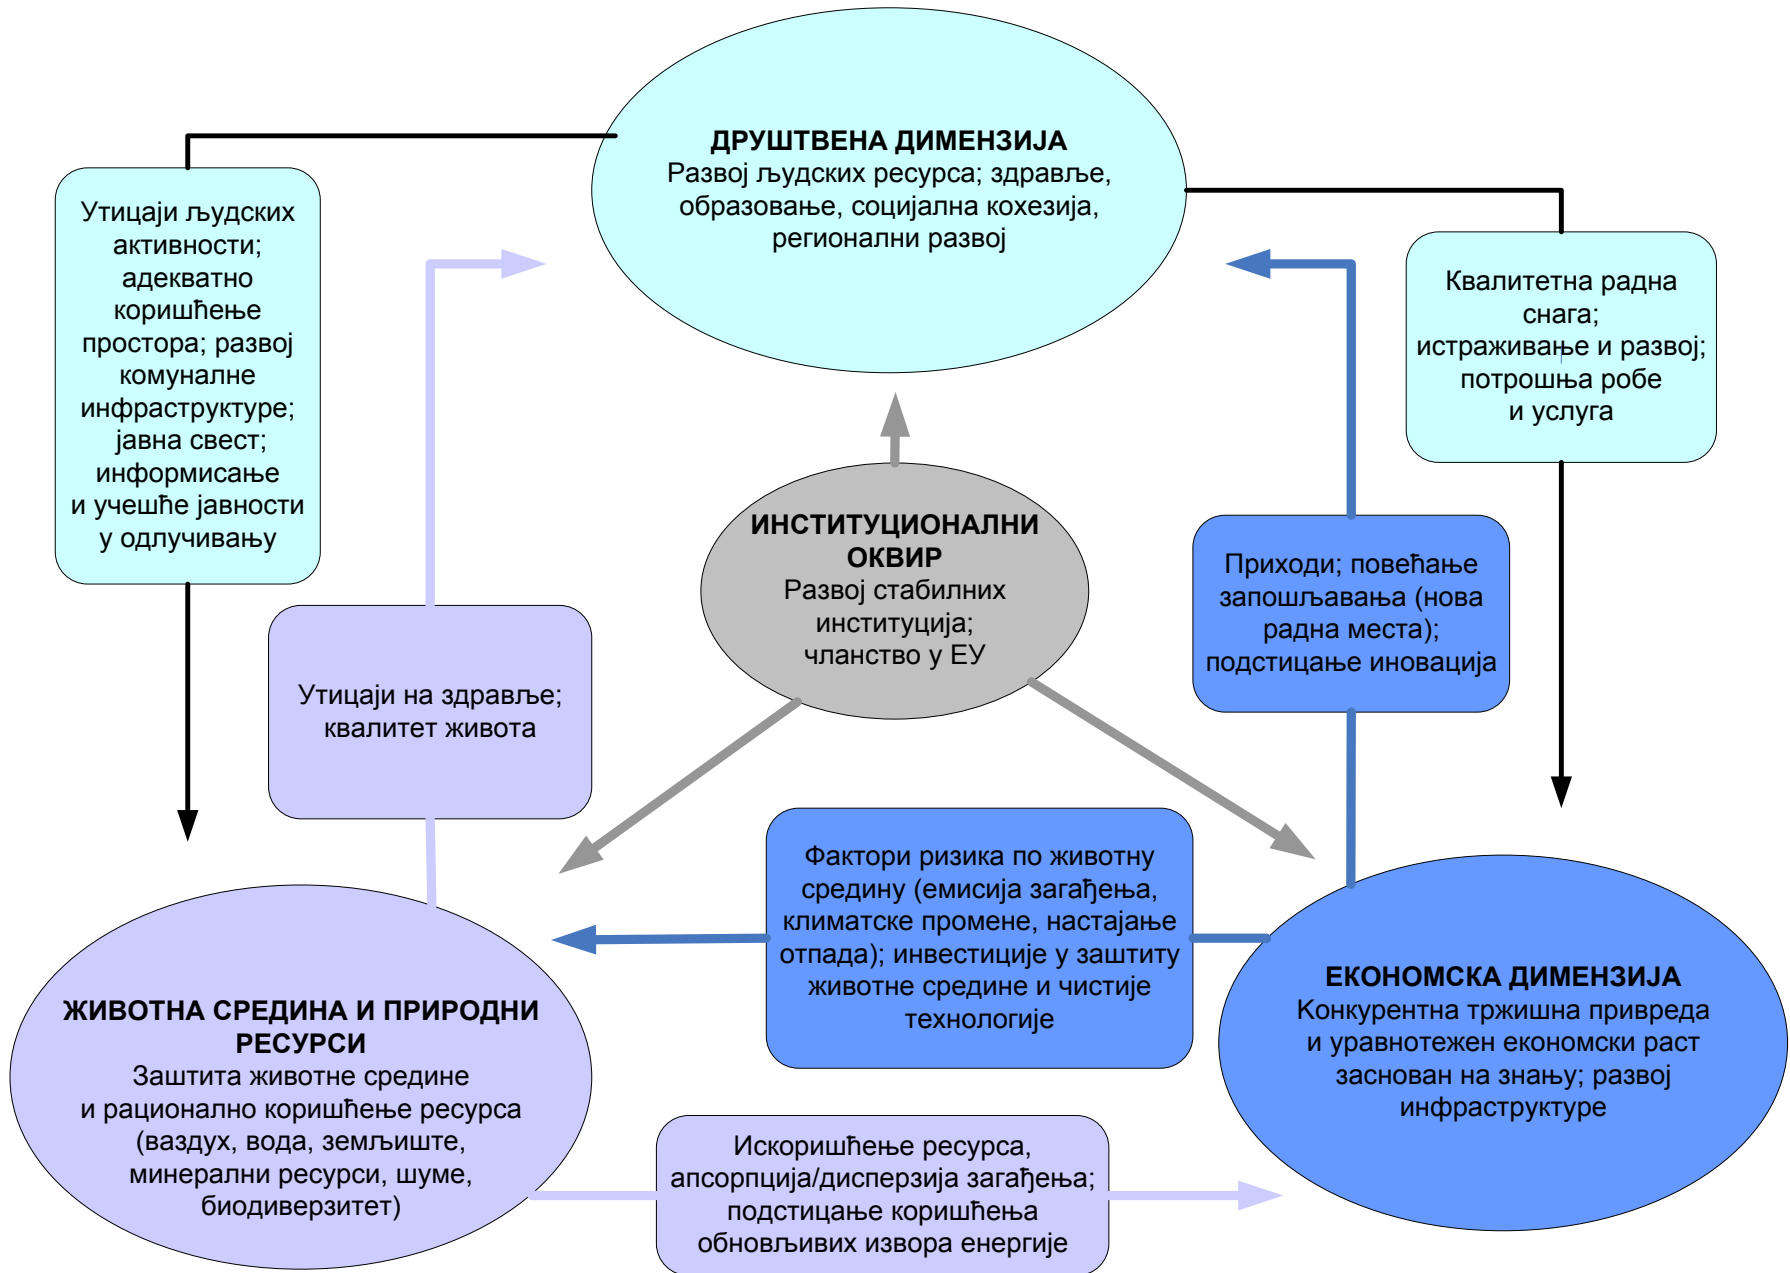 ДРУШТВЕНА ДИМЕНЗИЈА
Развој људских ресурса; здравље,
образовање, социјална кохезија,
регионални развој
Утицаји људских
активности;
адекватно
коришћење
простора; развој
комуналне
инфраструктуре;
јавна свест;
информисање
и учешће јавности
у одлучивању
Квалитетна радна
снага;
истраживање и развој;
потрошња робе
и услуга
ИНСТИТУЦИОНАЛНИ
ОКВИР
Развој стабилних
институција;
чланство у ЕУ
Приходи; повећање
запошљавања (нова
радна места);
подстицање иновација
Утицаји на здравље;
квалитет живота
Фактори ризика по животну
средину (емисија загађења,
климатске промене, настајање
отпада); инвестиције у заштиту
животне средине и чистије
технологије
ЖИВОТНА СРЕДИНА И ПРИРОДНИ
РЕСУРСИ
Заштита животне средине
и рационално коришћење ресурса
(ваздух, вода, земљиште,
минерални ресурси, шуме,
биодиверзитет)
ЕКОНОМСКА ДИМЕНЗИЈА
Конкурентна тржишна привреда
и уравнотежен економски раст
заснован на знању; развој
инфраструктуре
Искоришћење ресурса,
апсорпција/дисперзија загађења;
подстицање коришћења
обновљивих извора енергије